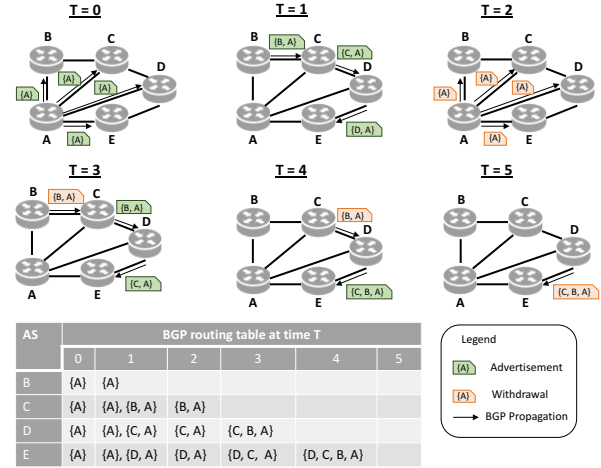 T = 0
T = 1
T = 2
B
C
D
{A}
{A}
{A}
A
E
{A}
{B, A}
{C, A}
B
C
D
A
E
{D, A}
B
C
D
{A}
{A}
{A}
A
E
{A}
T = 3
T = 4
T = 5
B
{B, A}
C
{B, A}
D
A
E
{C, A}
B
C
{B, A}
D
A
E
{C, B, A}
B
C
D
A
E
{C, B, A}
AS BGP routing table at time T
0 1 2 3 4 5
B {A} {A}
C {A} {A}, {B, A} {B, A}
D {A} {A}, {C, A} {C, A} {C, B, A}
E {A} {A}, {D, A} {D, A} {D, C, A} {D, C, B, A}
Legend
{A} Advertisement
{A} Withdrawal
BGP Propagation